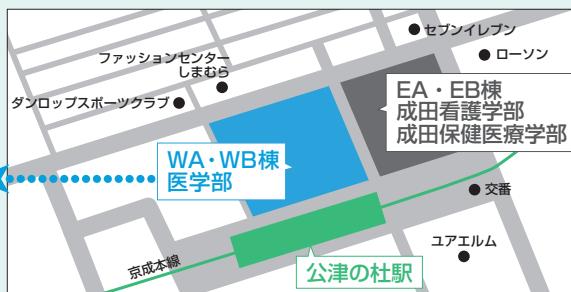 セブンイレブン
ローソン
ファッションセンター
しまむら
ダンロップスポーツクラブ
EA・EB棟
成田看護学部
成田保健医療学部
WA・WB棟
医学部
交番
ユアエルム
京成本線
公津の杜駅